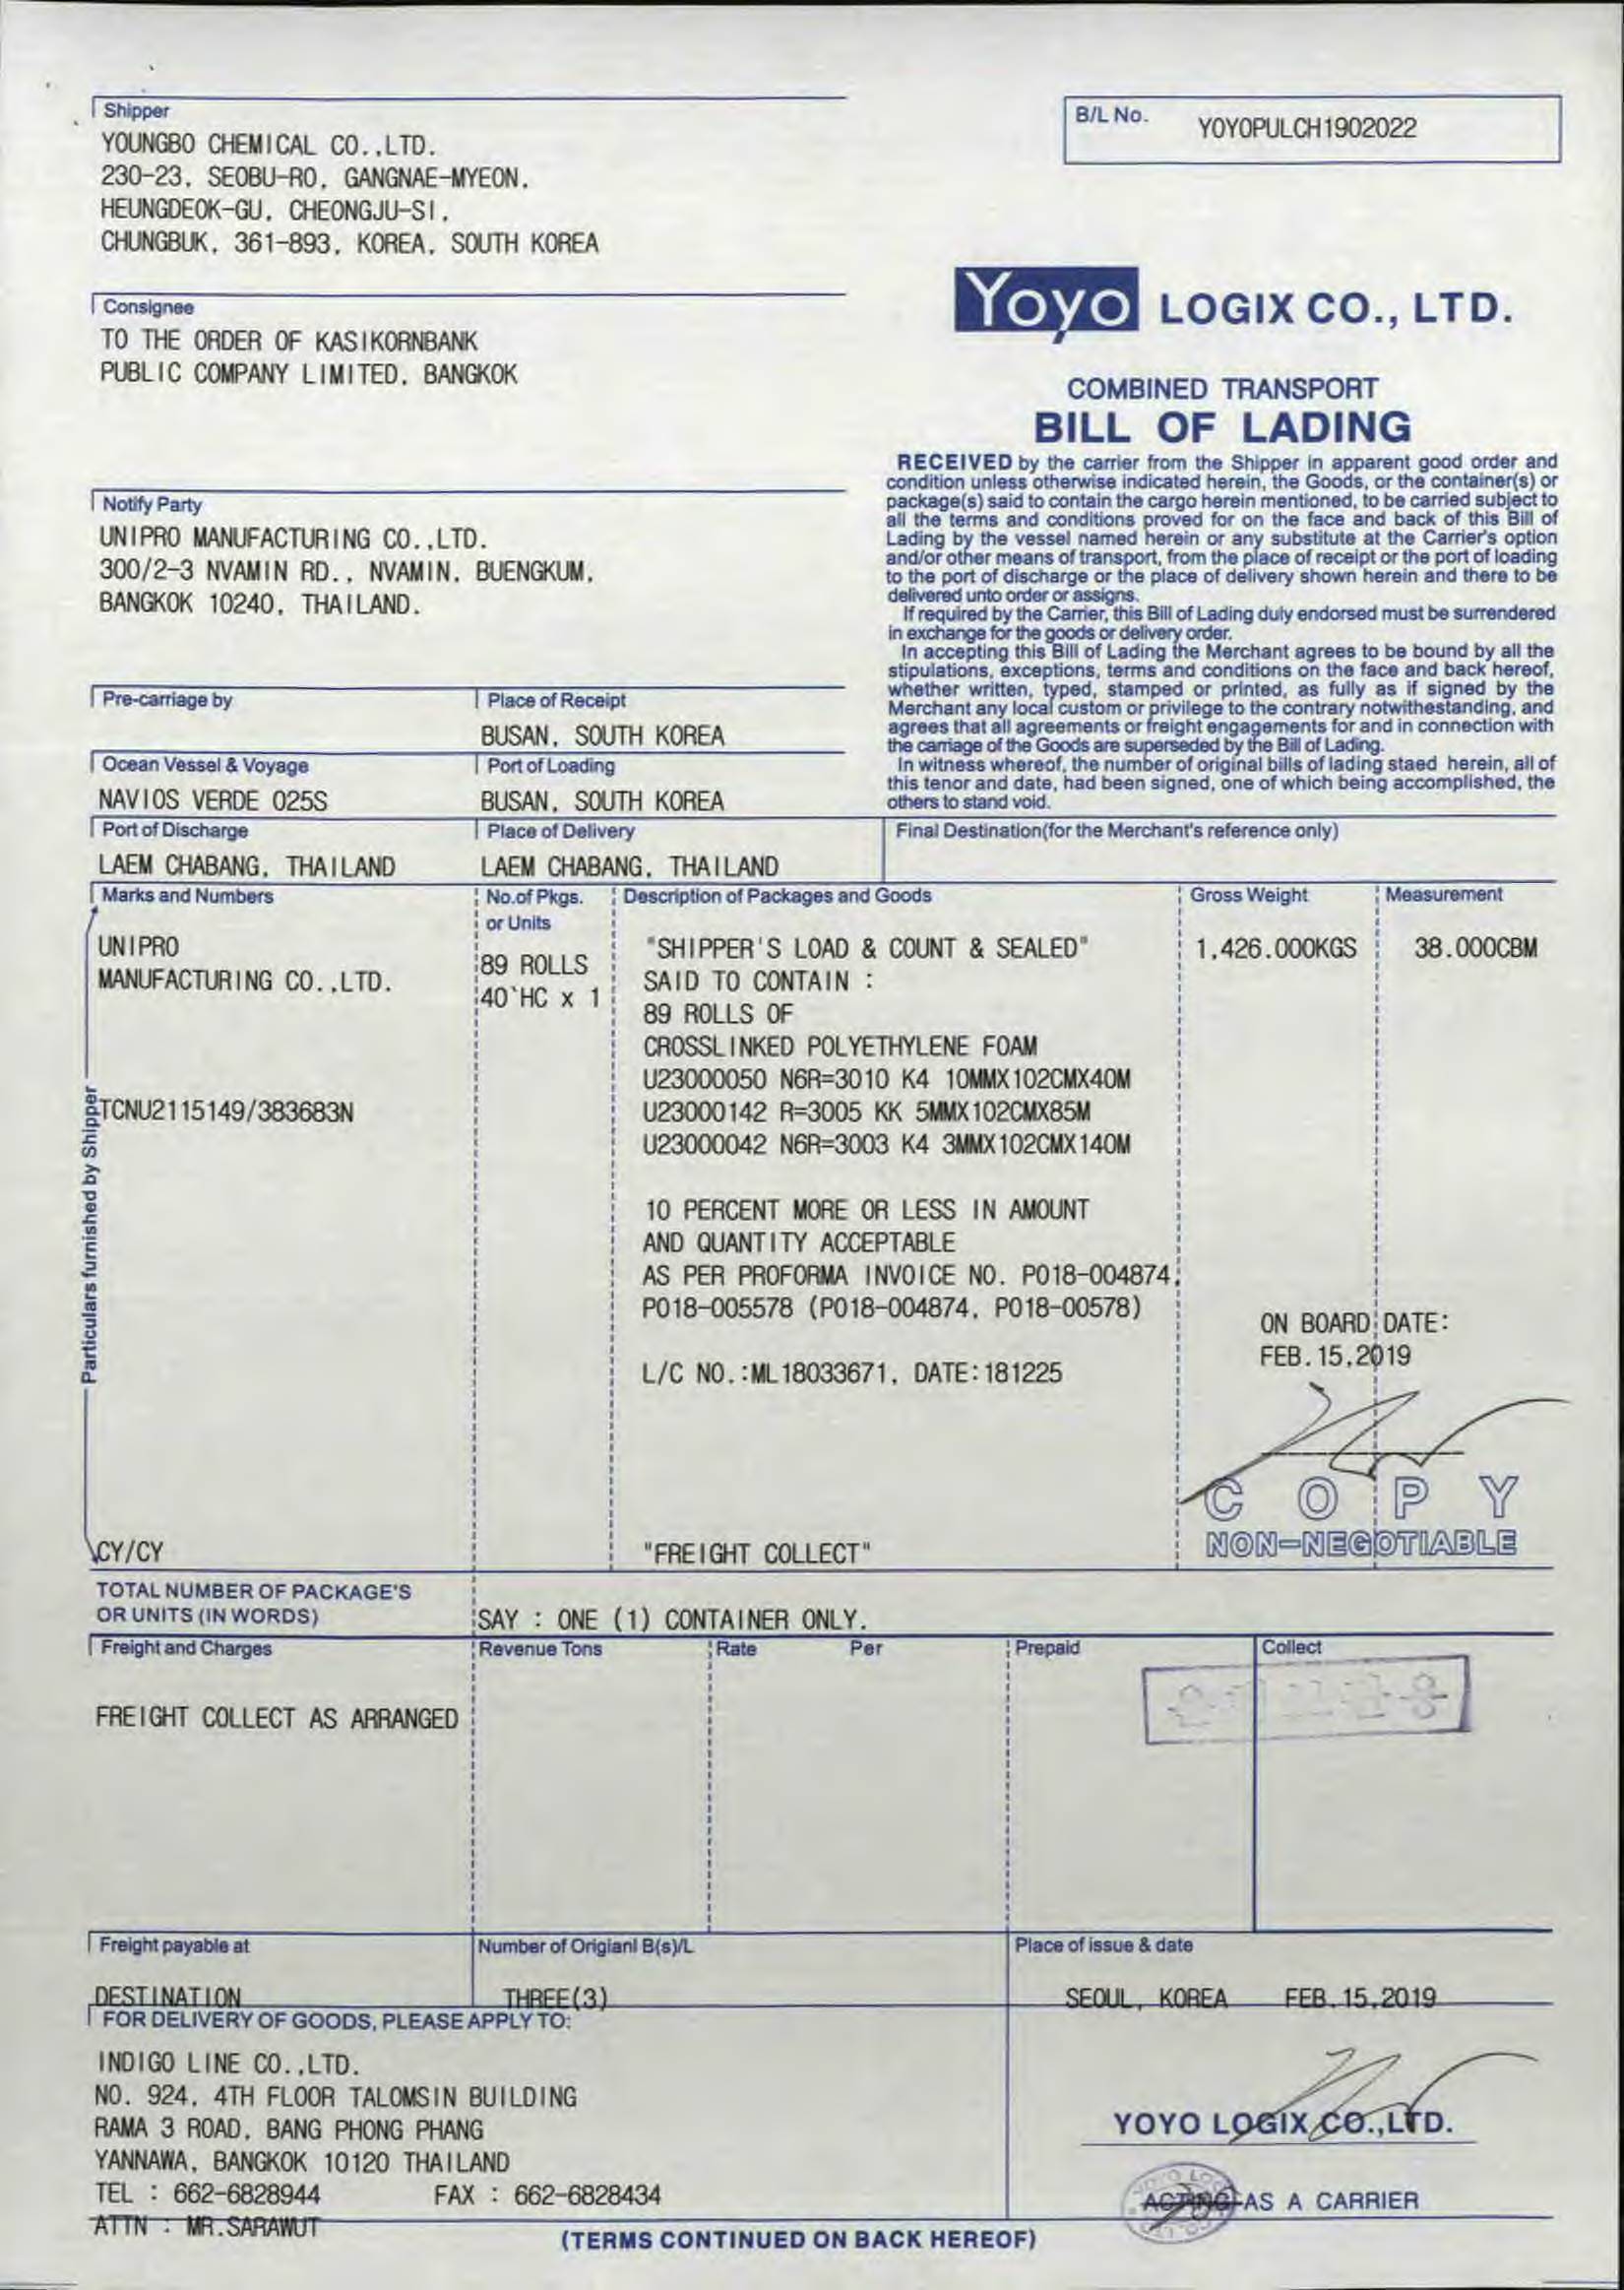 Shipper
YOUNGBO CHEMICAL CO.,LTD.
230-23, SEOBU-RO, GANGNAE-MYEON,
HEUNGDEOK-GU, CHEONGJU-SI,
CHUNGBUK, 361-893, KOREA, SOUTH KOREA
B/L No.
YOYOPULCH1902022
Consignee
TO THE ORDER OF KASIKORNBANK
PUBLIC COMPANY LIMITED, BANGKOK
Yoyo LOGIX CO., LTD.
COMBINED TRANSPORT
BILL OF LADING
RECEIVED by the carrier from the Shipper in apparent good order and
condition unless otherwise indicated herein, the Goods, or the container(s) or
package(s) said to contain the cargo herein mentioned, to be carried subject to
all the terms and conditions proved for on the face and back of this Bill of
Lading by the vessel named herein or any substitute at the Carrier's option
and/or other means of transport, from the place of receipt or the port of loading
to the port of discharge or the place of delivery shown herein and there to be
delivered unto order or assigns.
If required by the Carrier, this Bill of Lading duly endorsed must be surrendered
in exchange for the goods or delivery order.
In accepting this Bill of Lading the Merchant agrees to be bound by all the
stipulations, exceptions, terms and conditions on the face and back hereof,
whether written, typed, stamped or printed, as fully as if signed by the
Merchant any local custom or privilege to the contrary notwithstanding, and
agrees that all agreements or freight engagements for and in connection with
the carriage of the Goods are superseded by the Bill of Lading.
In witness whereof, the number of original bills of lading staed herein, all of
this tenor and date, had been signed, one of which being accomplished, the
others to stand void.
Notify Party
UNIPRO MANUFACTURING CO.,LTD.
300/2-3 NVAMIN RD., NVAMIN, BUENGKUM,
BANGKOK 10240, THAILAND.
Pre-carriage by
Place of Receipt
BUSAN, SOUTH KOREA
Ocean Vessel & Voyage
Port of Loading
NAVIOS VERDE 025S
BUSAN, SOUTH KOREA
Port of Discharge
Place of Delivery
Final Destination(for the Merchant's reference only)
LAEM CHABANG, THAILAND
LAEM CHABANG, THAILAND
Marks and Numbers
No.of Pkgs.
or Units
Description of Packages and Goods
Gross Weight
Measurement
UNIPRO
MANUFACTURING CO.,LTD.
89 ROLLS
40'HC x 1
"SHIPPER'S LOAD & COUNT & SEALED"
1,426.000KGS
38.000CBM
SAID TO CONTAIN :
89 ROLLS OF
CROSSLINKED POLYETHYLENE FOAM
U23000050 N6R=3010 K4 10MMX102CMX40M
U23000142 R=3005 KK 5MMX102CMX85M
U23000042 N6R=3003 K4 3MMX102CMX140M
TCNU2115149/383683N
Particulars furnished by Shipper
10 PERCENT MORE OR LESS IN AMOUNT
AND QUANTITY ACCEPTABLE
AS PER PROFORMA INVOICE NO. P018-004874,
P018-005578 (P018-004874, P018-00578)
L/C NO.:ML18033671, DATE:181225
ON BOARD DATE:
FEB.15,2019
COPY
NON-NEGOTIABLE
CY/CY
"FREIGHT COLLECT"
TOTAL NUMBER OF PACKAGE'S
OR UNITS (IN WORDS)
SAY : ONE (1) CONTAINER ONLY.
Freight and Charges
Revenue Tons
Rate
Per
Prepaid
Collect
FREIGHT COLLECT AS ARRANGED
Freight payable at
Number of Origianl B(s)/L
Place of issue & date
DESTINATION
THREE(3)
SEOUL, KOREA FEB.15,2019
FOR DELIVERY OF GOODS, PLEASE APPLY TO:
INDIGO LINE CO.,LTD.
NO. 924, 4TH FLOOR TALOMSIN BUILDING
RAMA 3 ROAD, BANG PHONG PHANG
YANNAWA, BANGKOK 10120 THAILAND
TEL : 662-6828944 FAX : 662-6828434
ATTN : MR.SARAWUT
YOYO LOGIX CO.,LTD.
ACTING AS A CARRIER
(TERMS CONTINUED ON BACK HEREOF)